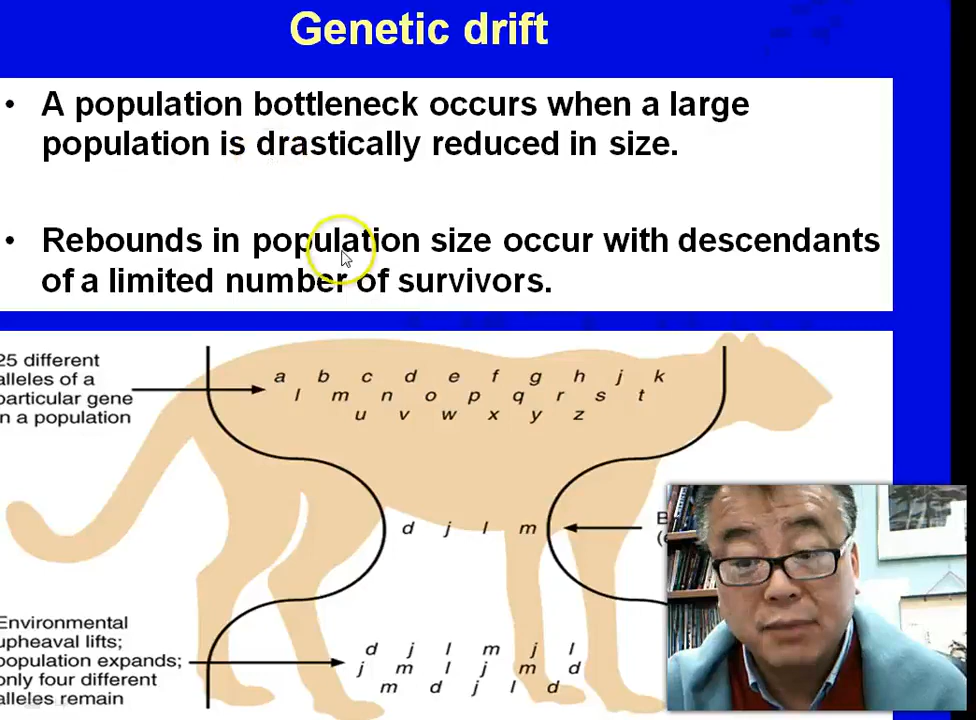 Genetic drift
• A population bottleneck occurs when a large
population is drastically reduced in size.
• Rebounds in population size occur with descendants
of a limited number of survivors.
25 different
alleles of a
particular gene
n a population
a b c d e f g h j k
l m n o p q r s t
u v w x y z
d j l m
B
(
Environmental
upheaval lifts;
population expands;
only four different
alleles remain
d j l m j l
j m l j m d
m d j l d